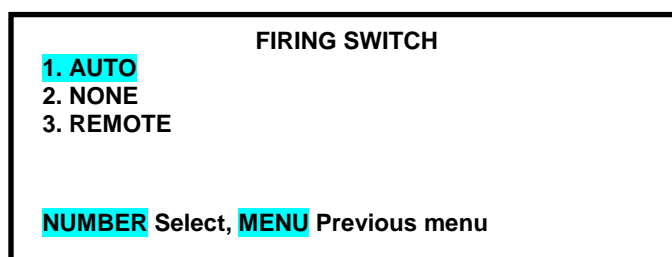 FIRING SWITCH
1. AUTO
2. NONE
3. REMOTE
NUMBER Select, MENU Previous menu